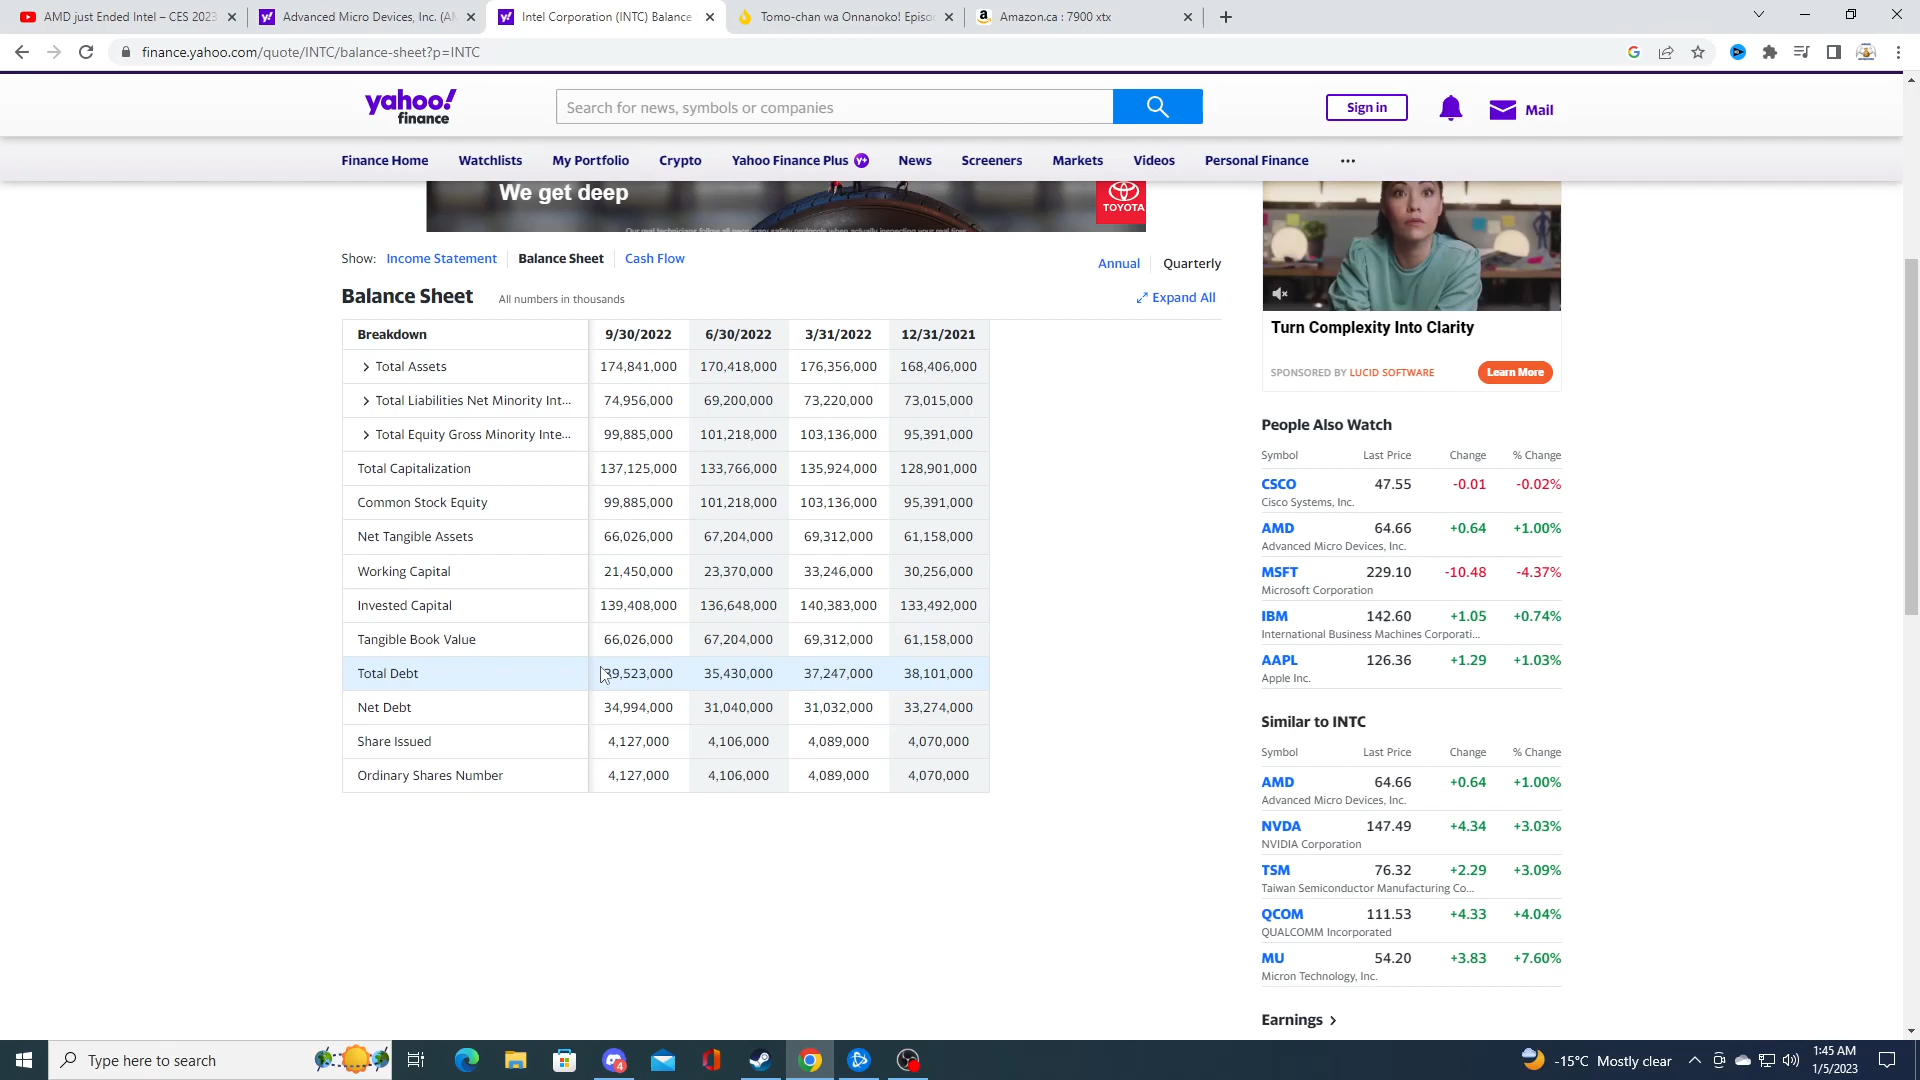 AMD just Ended Intel – CES 2023
Advanced Micro Devices, Inc. (AM
Intel Corporation (INTC) Balance
Tomo-chan wa Onnanoko! Episo
Amazon.ca : 7900 xtx
finance.yahoo.com/quote/INTC/balance-sheet?p=INTC
yahoo!
finance
Search for news, symbols or companies
Sign in
Mail
Finance Home
Watchlists
My Portfolio
Crypto
Yahoo Finance Plus
News
Screeners
Markets
Videos
Personal Finance
We get deep
TOYOTA
Show: Income Statement Balance Sheet Cash Flow
Annual Quarterly
Balance Sheet All numbers in thousands
Expand All
Breakdown 9/30/2022 6/30/2022 3/31/2022 12/31/2021
Total Assets 174,841,000 170,418,000 176,356,000 168,406,000
Total Liabilities Net Minority Int... 74,956,000 69,200,000 73,220,000 73,015,000
Total Equity Gross Minority Inte... 99,885,000 101,218,000 103,136,000 95,391,000
Total Capitalization 137,125,000 133,766,000 135,924,000 128,901,000
Common Stock Equity 99,885,000 101,218,000 103,136,000 95,391,000
Net Tangible Assets 66,026,000 67,204,000 69,312,000 61,158,000
Working Capital 21,450,000 23,370,000 33,246,000 30,256,000
Invested Capital 139,408,000 136,648,000 140,383,000 133,492,000
Tangible Book Value 66,026,000 67,204,000 69,312,000 61,158,000
Total Debt 39,523,000 35,430,000 37,247,000 38,101,000
Net Debt 34,994,000 31,040,000 31,032,000 33,274,000
Share Issued 4,127,000 4,106,000 4,089,000 4,070,000
Ordinary Shares Number 4,127,000 4,106,000 4,089,000 4,070,000
Turn Complexity Into Clarity
SPONSORED BY LUCID SOFTWARE
Learn More
People Also Watch
Symbol Last Price Change % Change
CSCO 47.55 -0.01 -0.02%
Cisco Systems, Inc.
AMD 64.66 +0.64 +1.00%
Advanced Micro Devices, Inc.
MSFT 229.10 -10.48 -4.37%
Microsoft Corporation
IBM 142.60 +1.05 +0.74%
International Business Machines Corporati...
AAPL 126.36 +1.29 +1.03%
Apple Inc.
Similar to INTC
Symbol Last Price Change % Change
AMD 64.66 +0.64 +1.00%
Advanced Micro Devices, Inc.
NVDA 147.49 +4.34 +3.03%
NVIDIA Corporation
TSM 76.32 +2.29 +3.09%
Taiwan Semiconductor Manufacturing Co...
QCOM 111.53 +4.33 +4.04%
QUALCOMM Incorporated
MU 54.20 +3.83 +7.60%
Micron Technology, Inc.
Earnings
Type here to search
4
-15°C Mostly clear
1:45 AM
1/5/2023